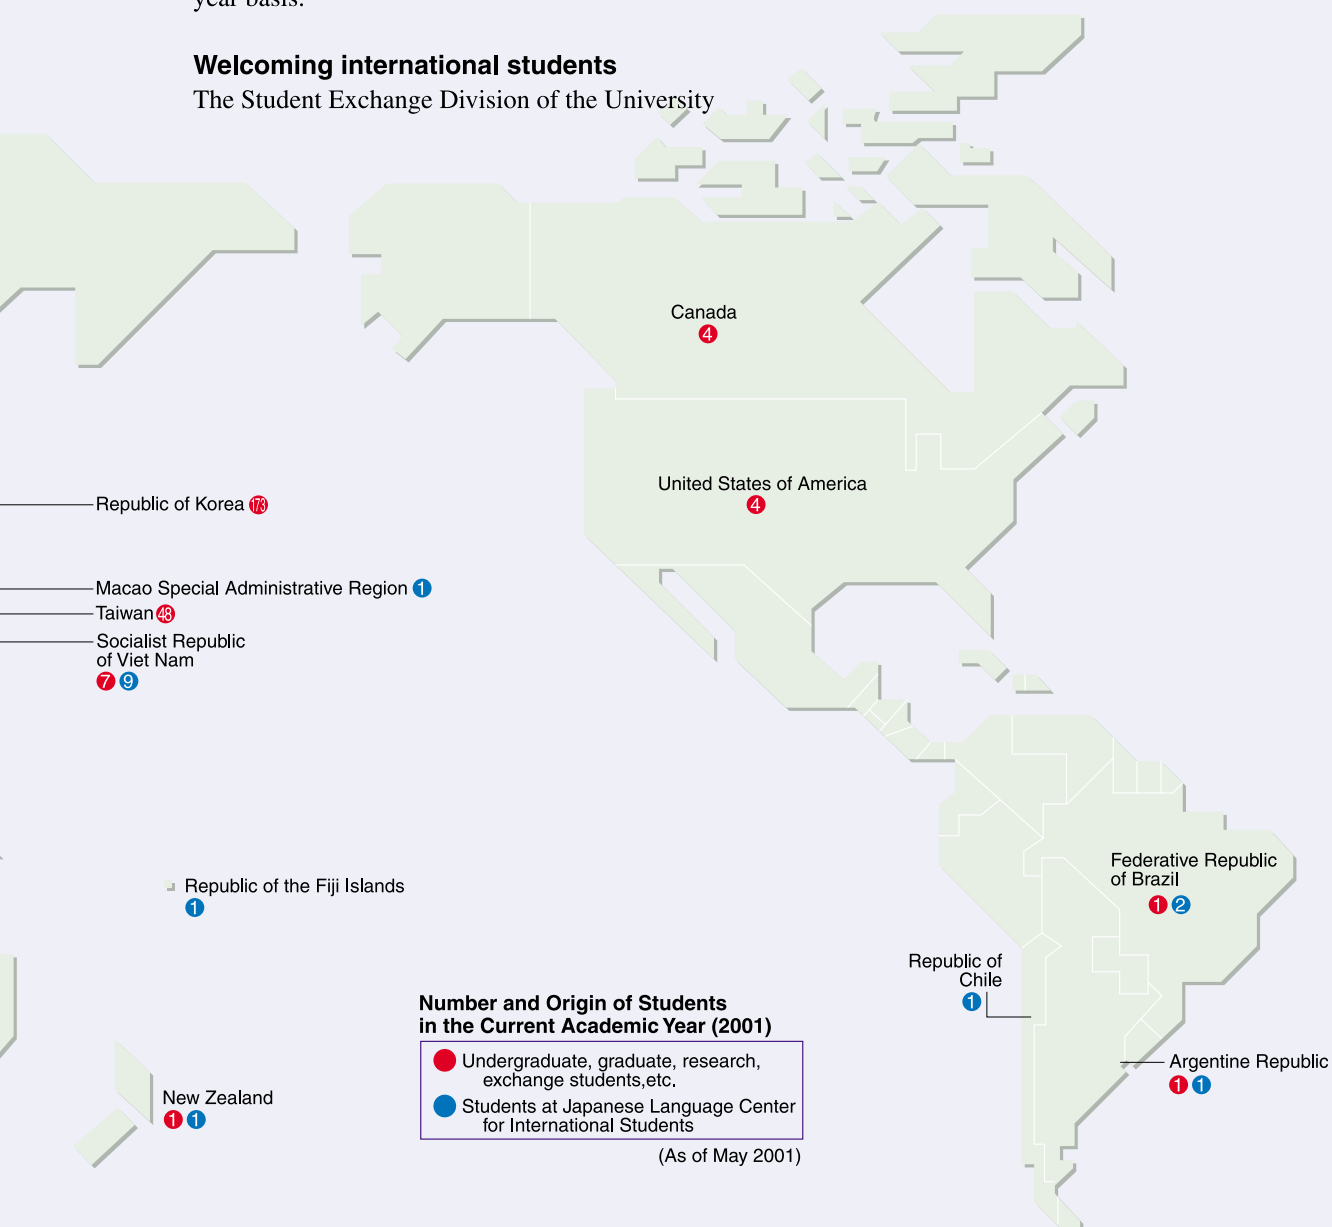 year basis.
Welcoming international students
The Student Exchange Division of the University
Canada
4
United States of America
4
Republic of Korea 173
Macao Special Administrative Region 1
Taiwan 48
Socialist Republic
of Viet Nam
7 9
Republic of the Fiji Islands
1
Federative Republic
of Brazil
1 2
Republic of
Chile
1
Argentine Republic
1 1
New Zealand
1 1
Number and Origin of Students
in the Current Academic Year (2001)
Undergraduate, graduate, research,
exchange students,etc.
Students at Japanese Language Center
for International Students
(As of May 2001)